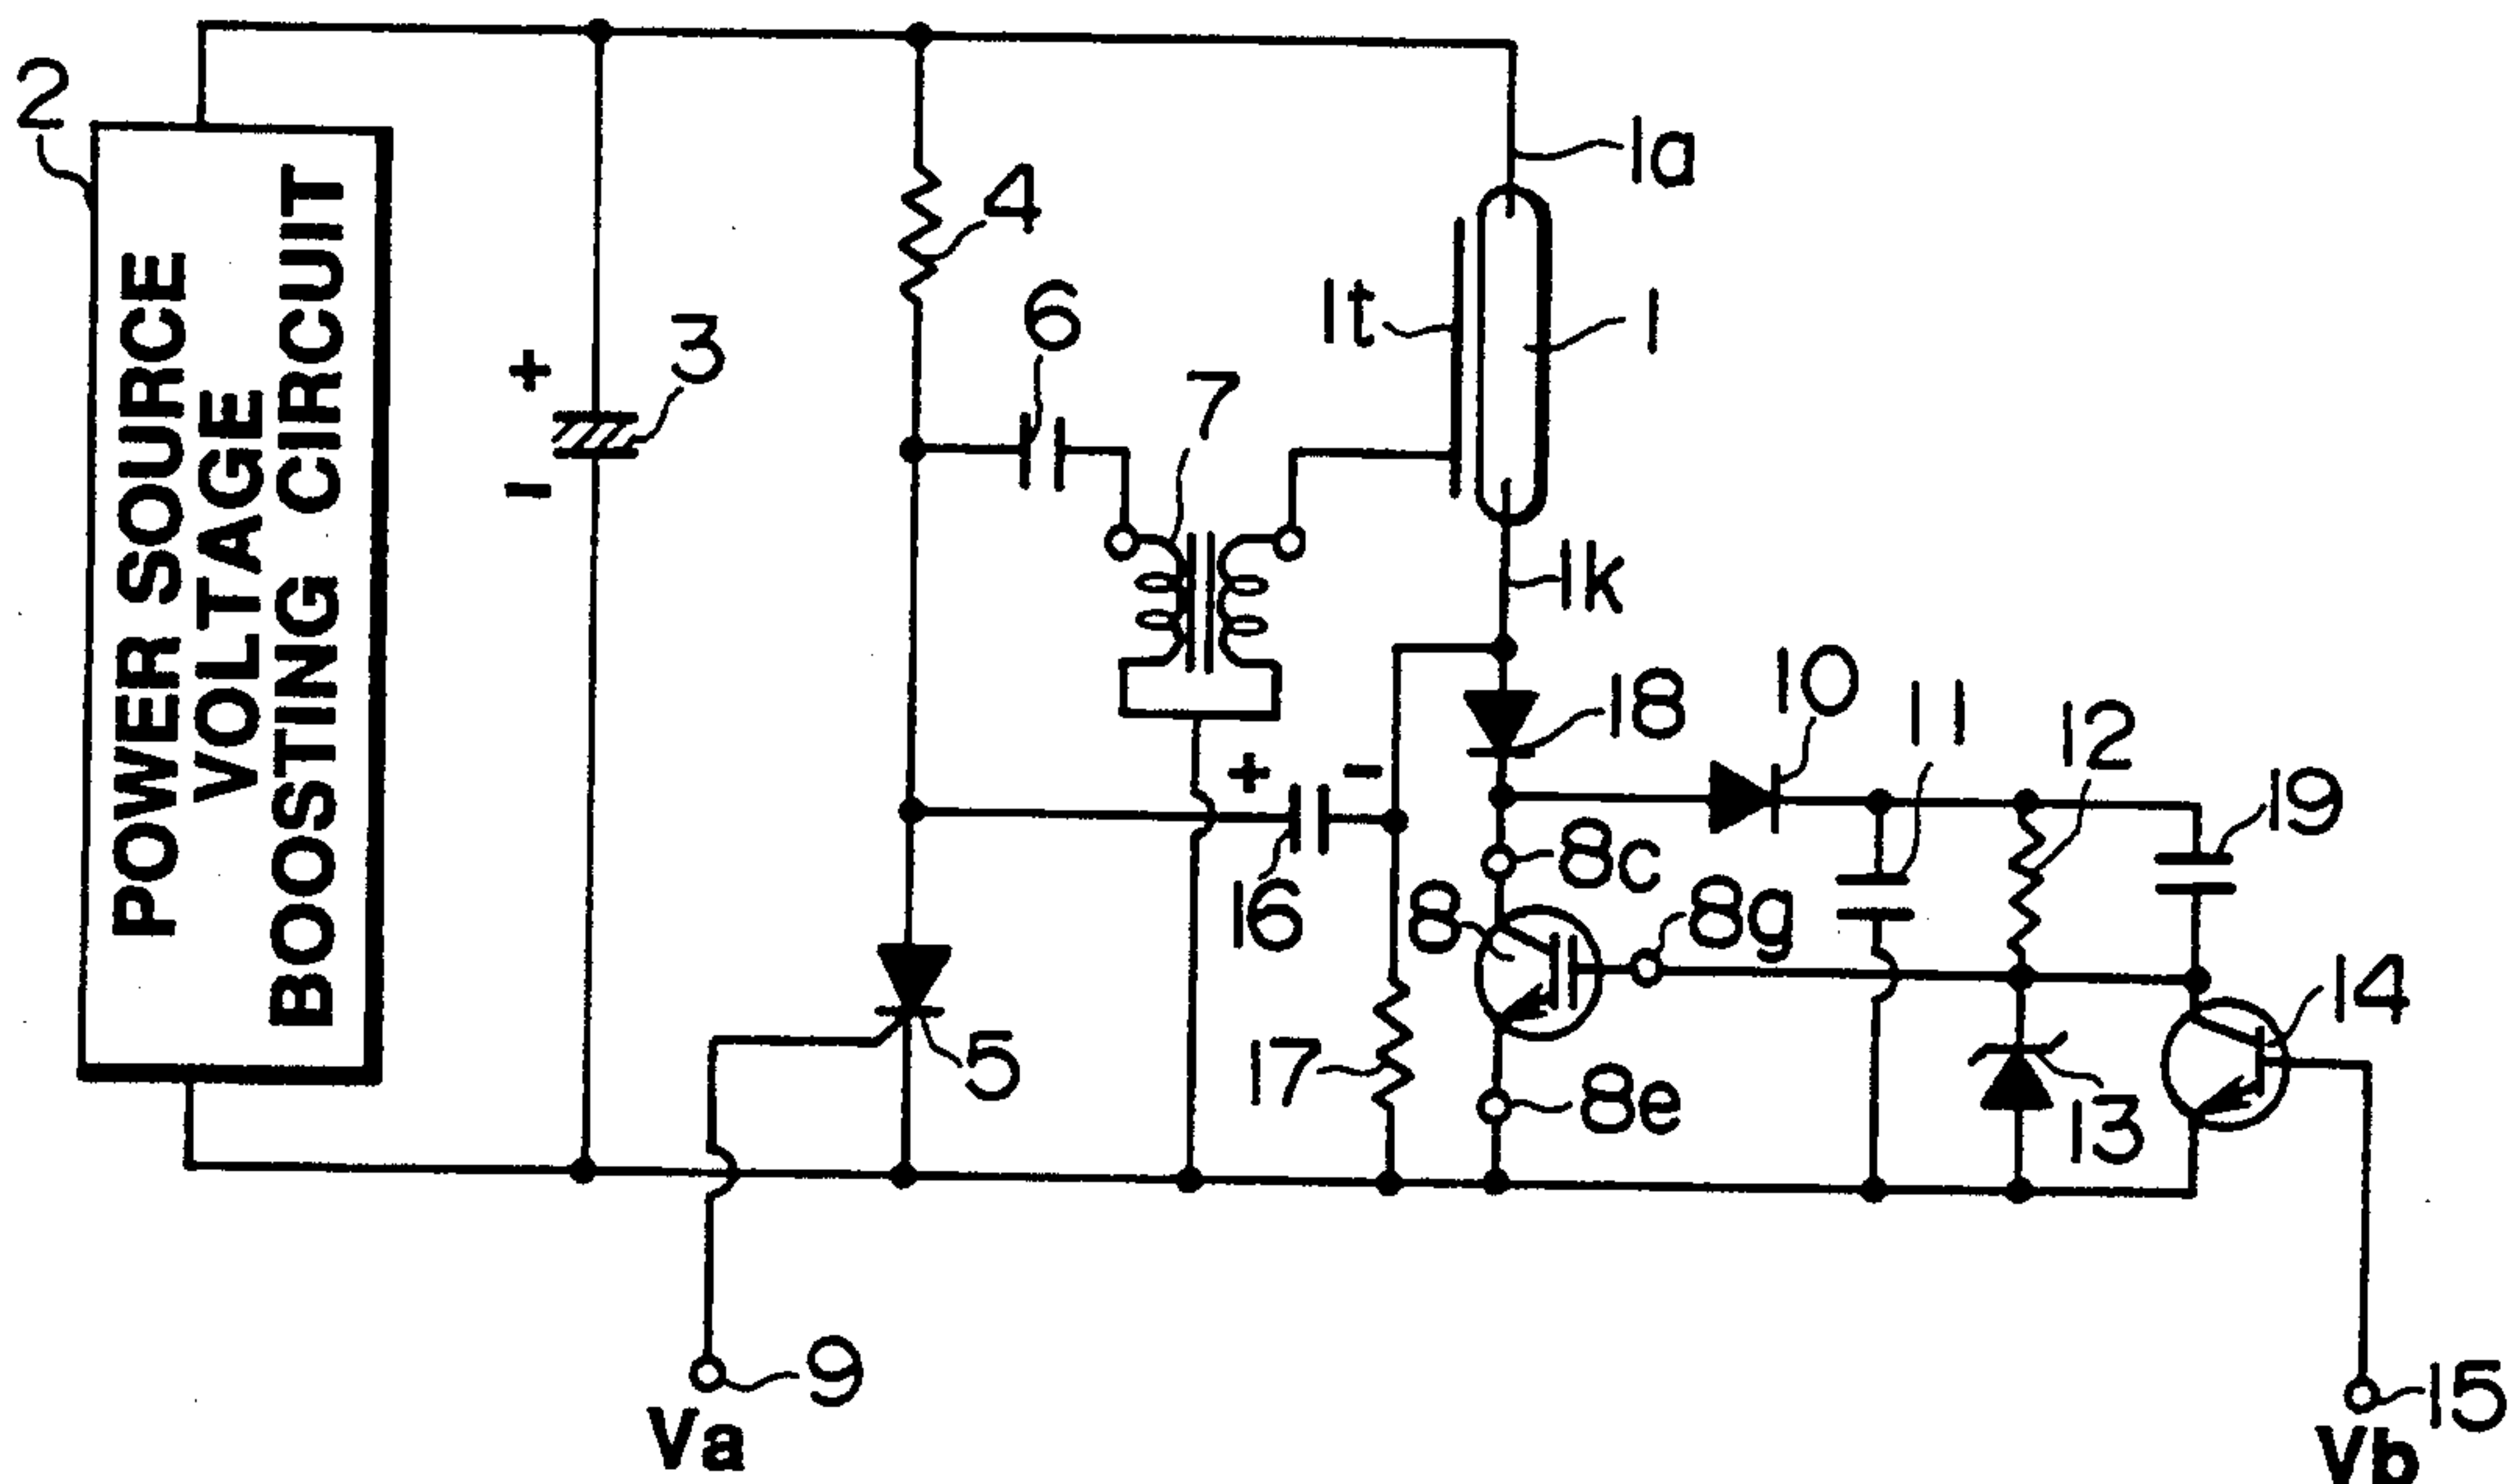 2
POWER SOURCE
VOLTAGE
BOOSTING CIRCUIT
+
-
3
4
6
7
1a
1t
1
1k
18
10
11
12
19
+
-
16
8c
8
8g
14
17
5
8e
13
9
Va
15
Vb